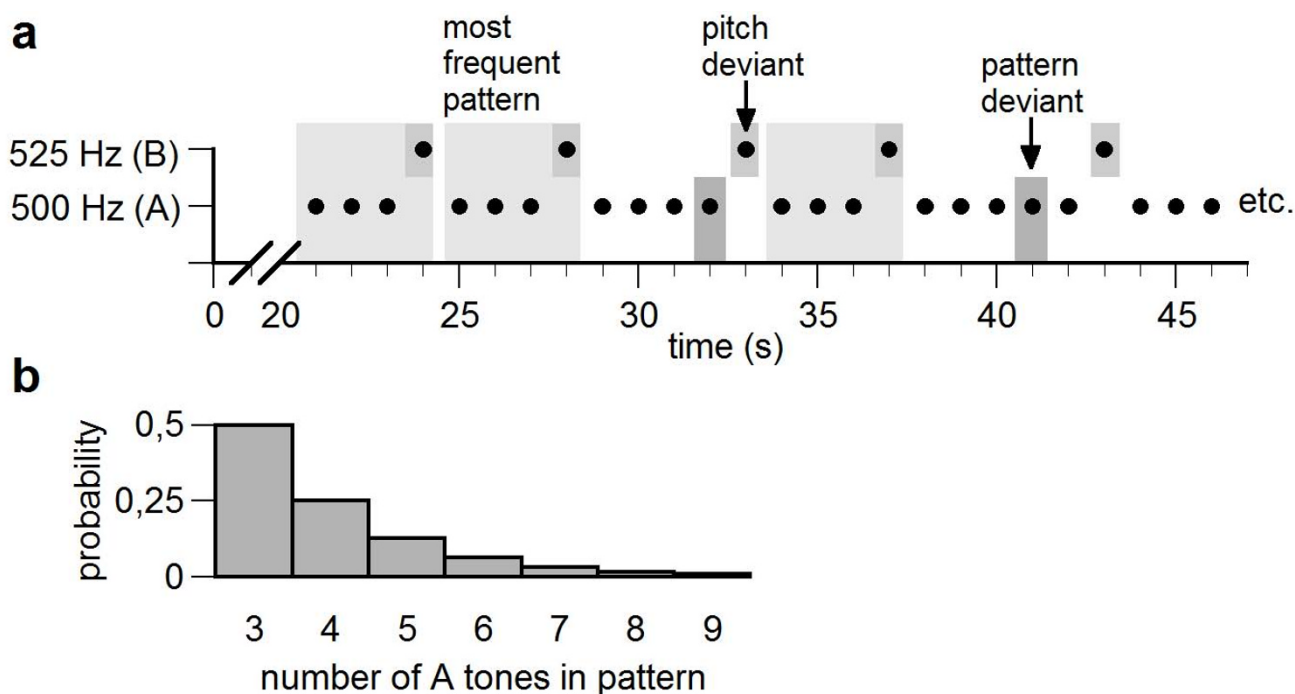 a
most
frequent
pattern
pitch
deviant
pattern
deviant
525 Hz (B)
500 Hz (A)
etc.
0 20 25 30 35 40 45
time (s)
b
probability
0,5
0,25
0
3 4 5 6 7 8 9
number of A tones in pattern